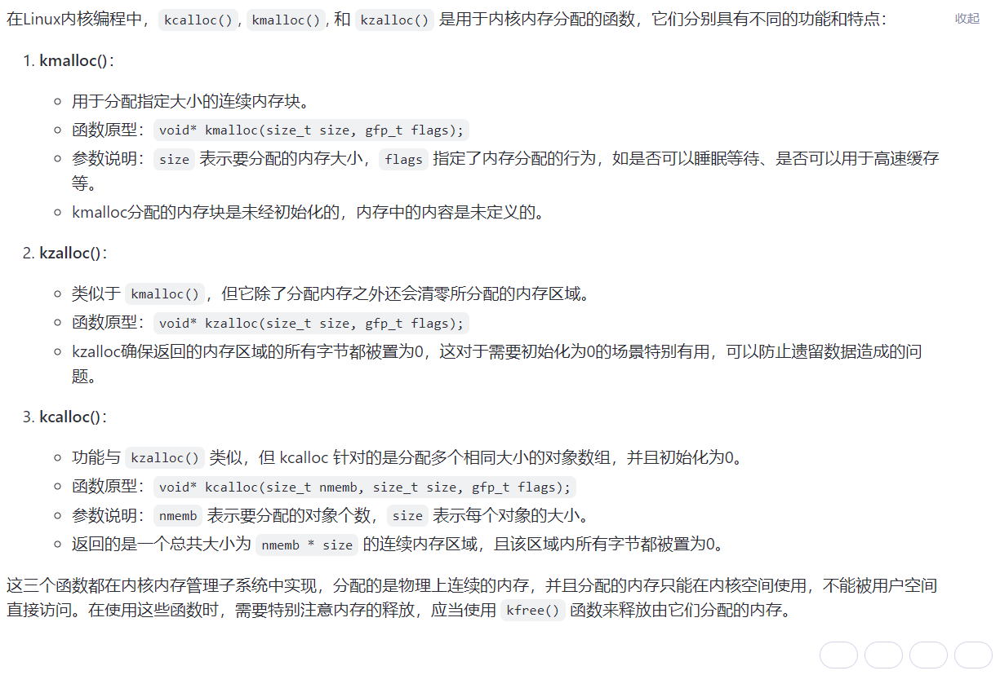 在Linux内核编程中，kcalloc(), kmalloc(), 和 kzalloc() 是用于内核内存分配的函数，它们分别具有不同的功能和特点：
收起
1. kmalloc()：
用于分配指定大小的连续内存块。
函数原型：void* kmalloc(size_t size, gfp_t flags);
参数说明：size 表示要分配的内存大小，flags 指定了内存分配的行为，如是否可以睡眠等待、是否可以用于高速缓存
等。
kmalloc分配的内存块是未经初始化的，内存中的内容是未定义的。
2. kzalloc()：
类似于 kmalloc()，但它除了分配内存之外还会清零所分配的内存区域。
函数原型：void* kzalloc(size_t size, gfp_t flags);
kzalloc确保返回的内存区域的所有字节都被置为0，这对于需要初始化为0的场景特别有用，可以防止遗留数据造成的问
题。
3. kcalloc()：
功能与 kzalloc() 类似，但 kcalloc 针对的是分配多个相同大小的对象数组，并且初始化为0。
函数原型：void* kcalloc(size_t nmemb, size_t size, gfp_t flags);
参数说明：nmemb 表示要分配的对象个数，size 表示每个对象的大小。
返回的是一个总共大小为 nmemb * size 的连续内存区域，且该区域内所有字节都被置为0。
这三个函数都在内核内存管理子系统中实现，分配的是物理上连续的内存，并且分配的内存只能在内核空间使用，不能被用户空间
直接访问。在使用这些函数时，需要特别注意内存的释放，应当使用 kfree() 函数来释放由它们分配的内存。